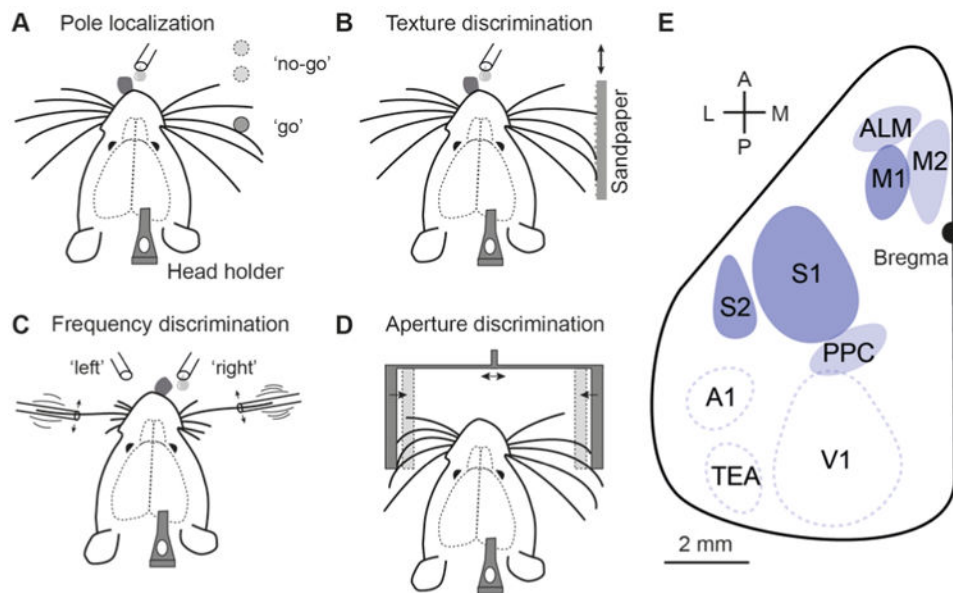 A Pole localization
'no-go'
'go'
Head holder
B Texture discrimination
Sandpaper
C Frequency discrimination
'left'
'right'
D Aperture discrimination
E
A
L M
P
ALM
M2
M1
Bregma
S1
S2
PPC
A1
V1
TEA
2 mm